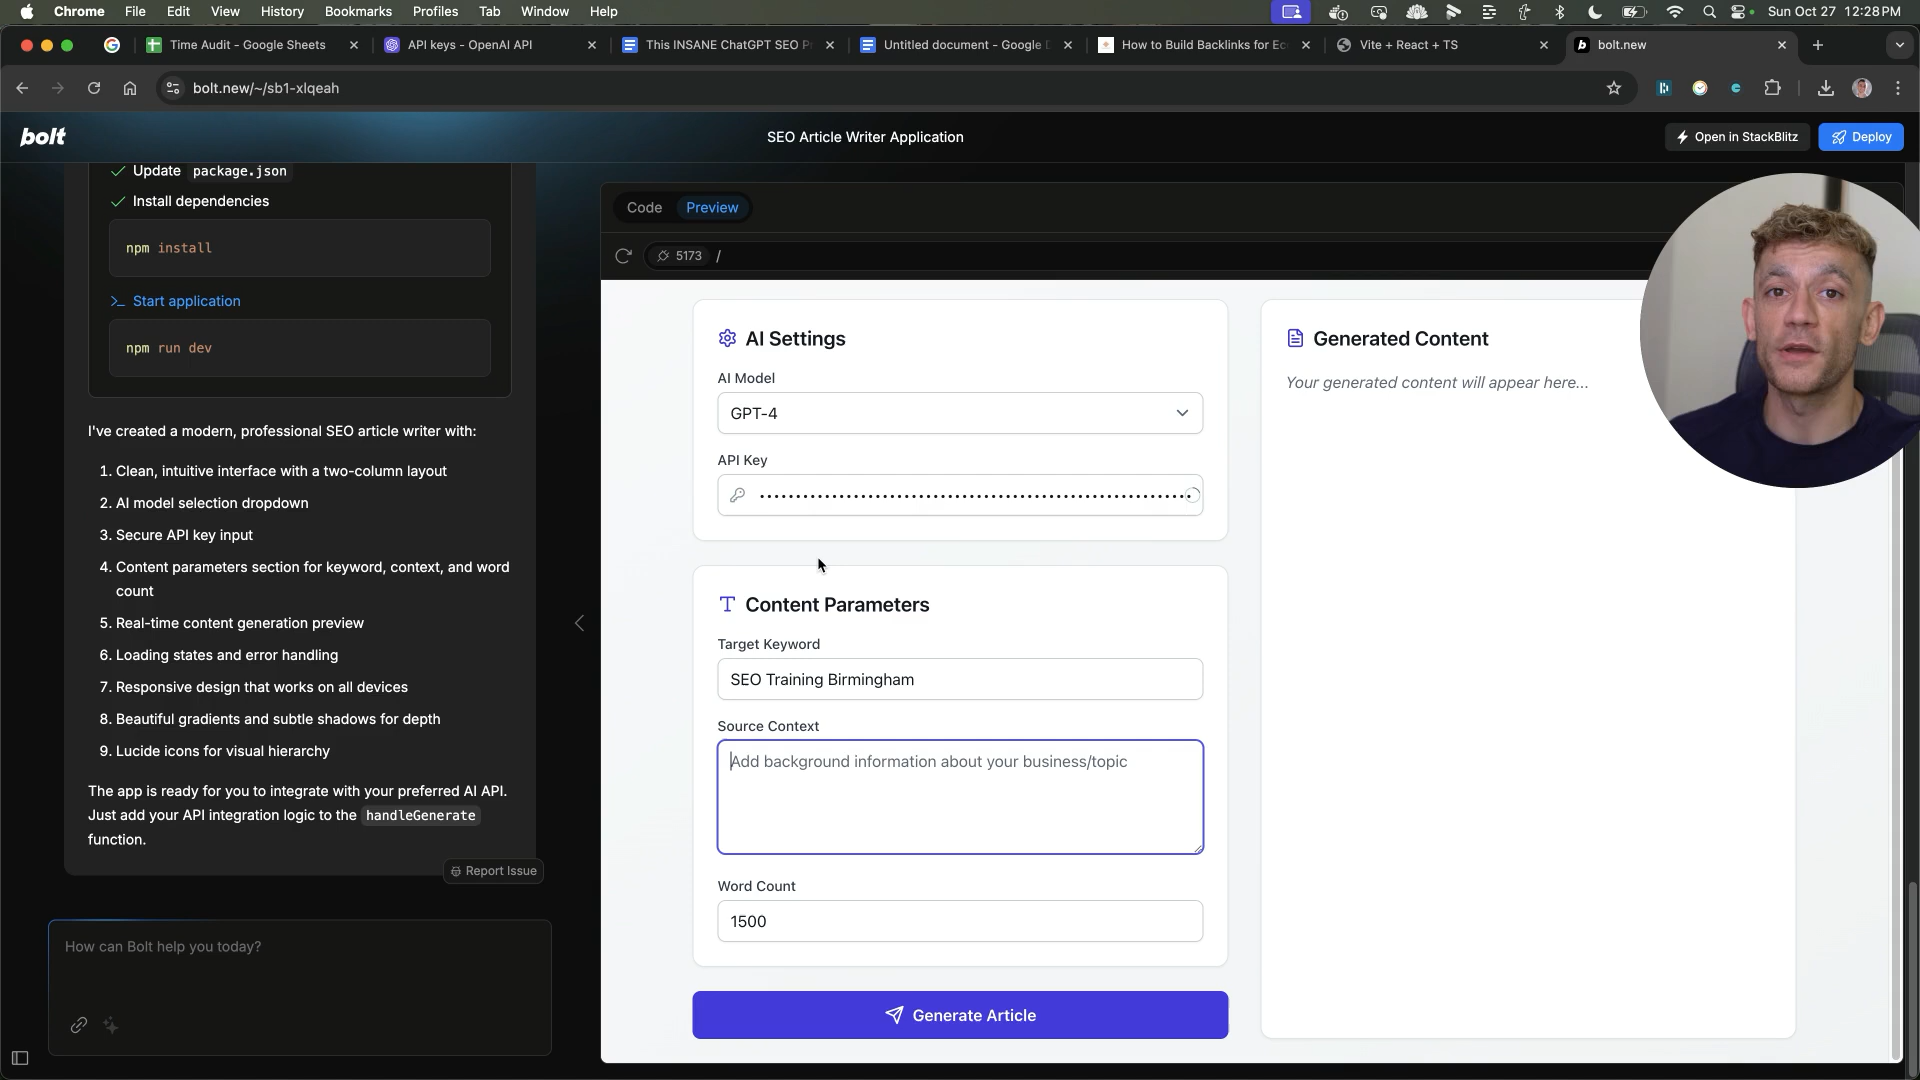 Chrome File Edit View History Bookmarks Profiles Tab Window Help Sun Oct 27 12:28 PM
Time Audit - Google Sheets
API keys - OpenAI API
This INSANE ChatGPT SEO P
Untitled document - Google D
How to Build Backlinks for Ec
Vite + React + TS
bolt.new
bolt.new/~/sb1-xlqeah
bolt
SEO Article Writer Application
Open in StackBlitz
Deploy
Update package.json
Install dependencies
npm install
Start application
npm run dev
I've created a modern, professional SEO article writer with:
1. Clean, intuitive interface with a two-column layout
2. AI model selection dropdown
3. Secure API key input
4. Content parameters section for keyword, context, and word
count
5. Real-time content generation preview
6. Loading states and error handling
7. Responsive design that works on all devices
8. Beautiful gradients and subtle shadows for depth
9. Lucide icons for visual hierarchy
The app is ready for you to integrate with your preferred AI API.
Just add your API integration logic to the handleGenerate
function.
Report Issue
How can Bolt help you today?
Code Preview
5173 /
AI Settings
AI Model
GPT-4
API Key
Content Parameters
Target Keyword
SEO Training Birmingham
Source Context
Add background information about your business/topic
Word Count
1500
Generate Article
Generated Content
Your generated content will appear here...